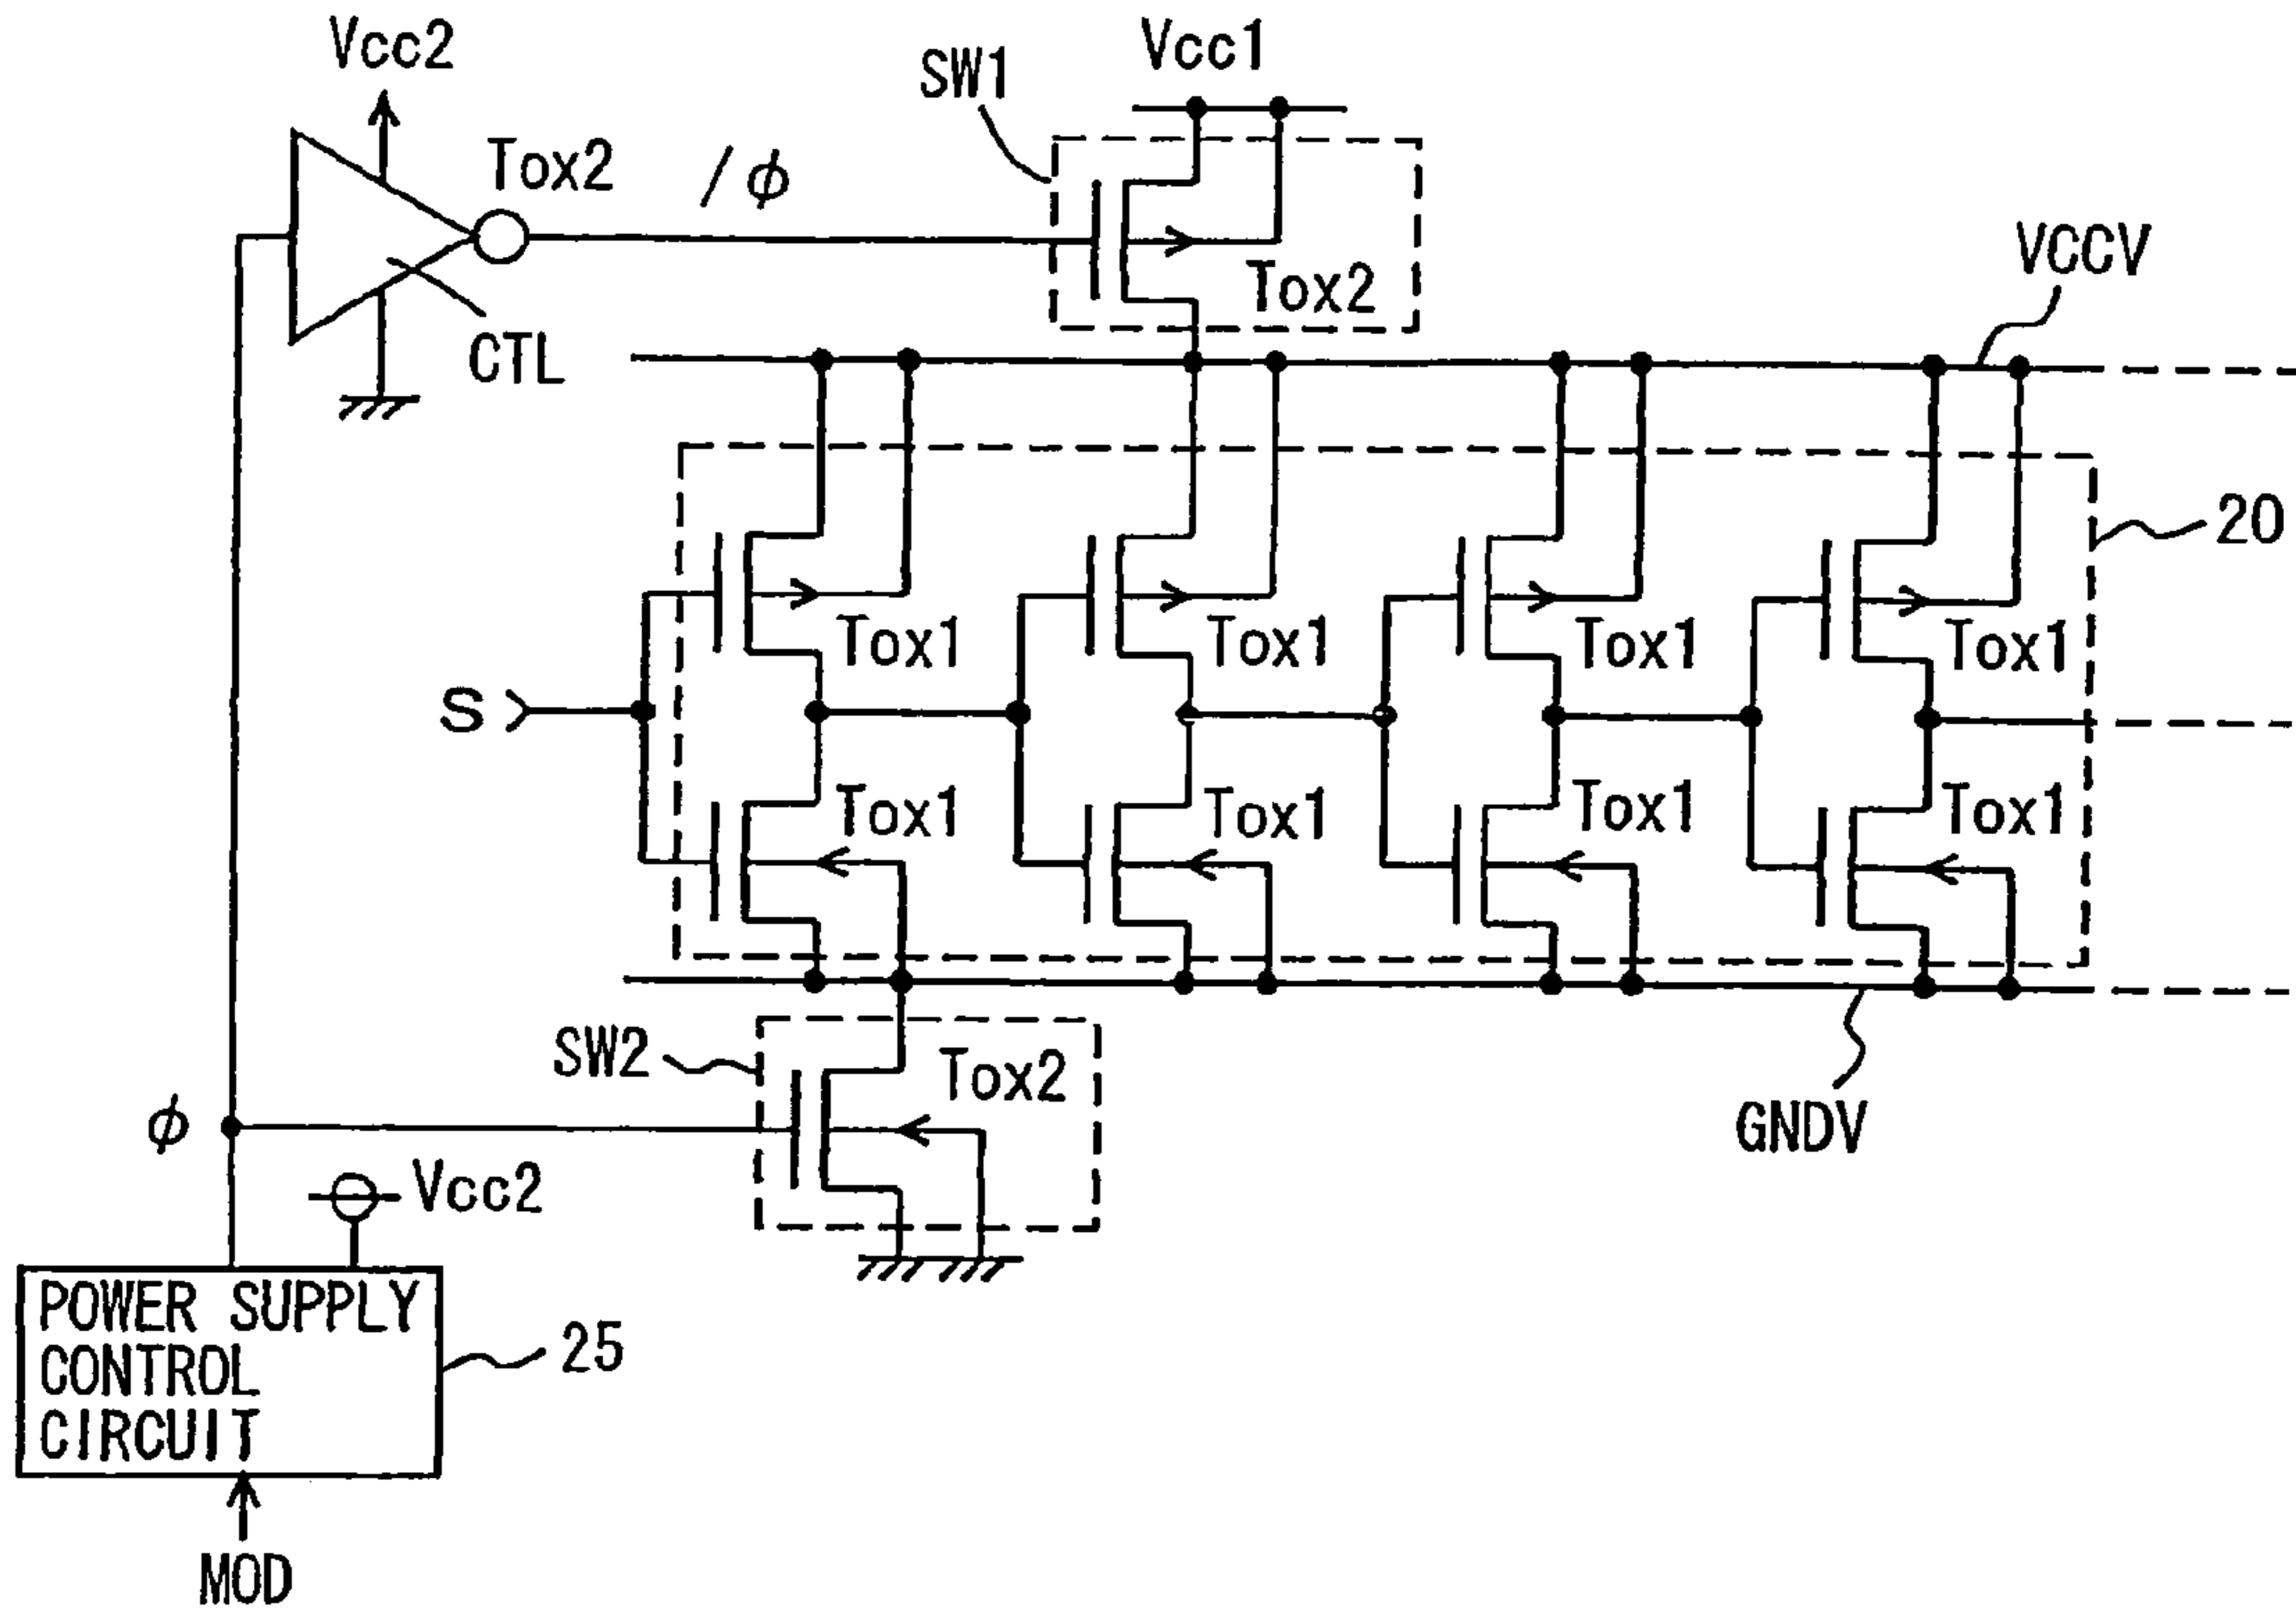 Vcc2
Vcc1
SW1
Tox2
/ϕ
VCCV
Tox2
CTL
20
Tox1
Tox1
Tox1
Tox1
S
Tox1
Tox1
Tox1
Tox1
SW2
Tox2
ϕ
GNDV
Vcc2
POWER SUPPLY
CONTROL
CIRCUIT
25
MOD